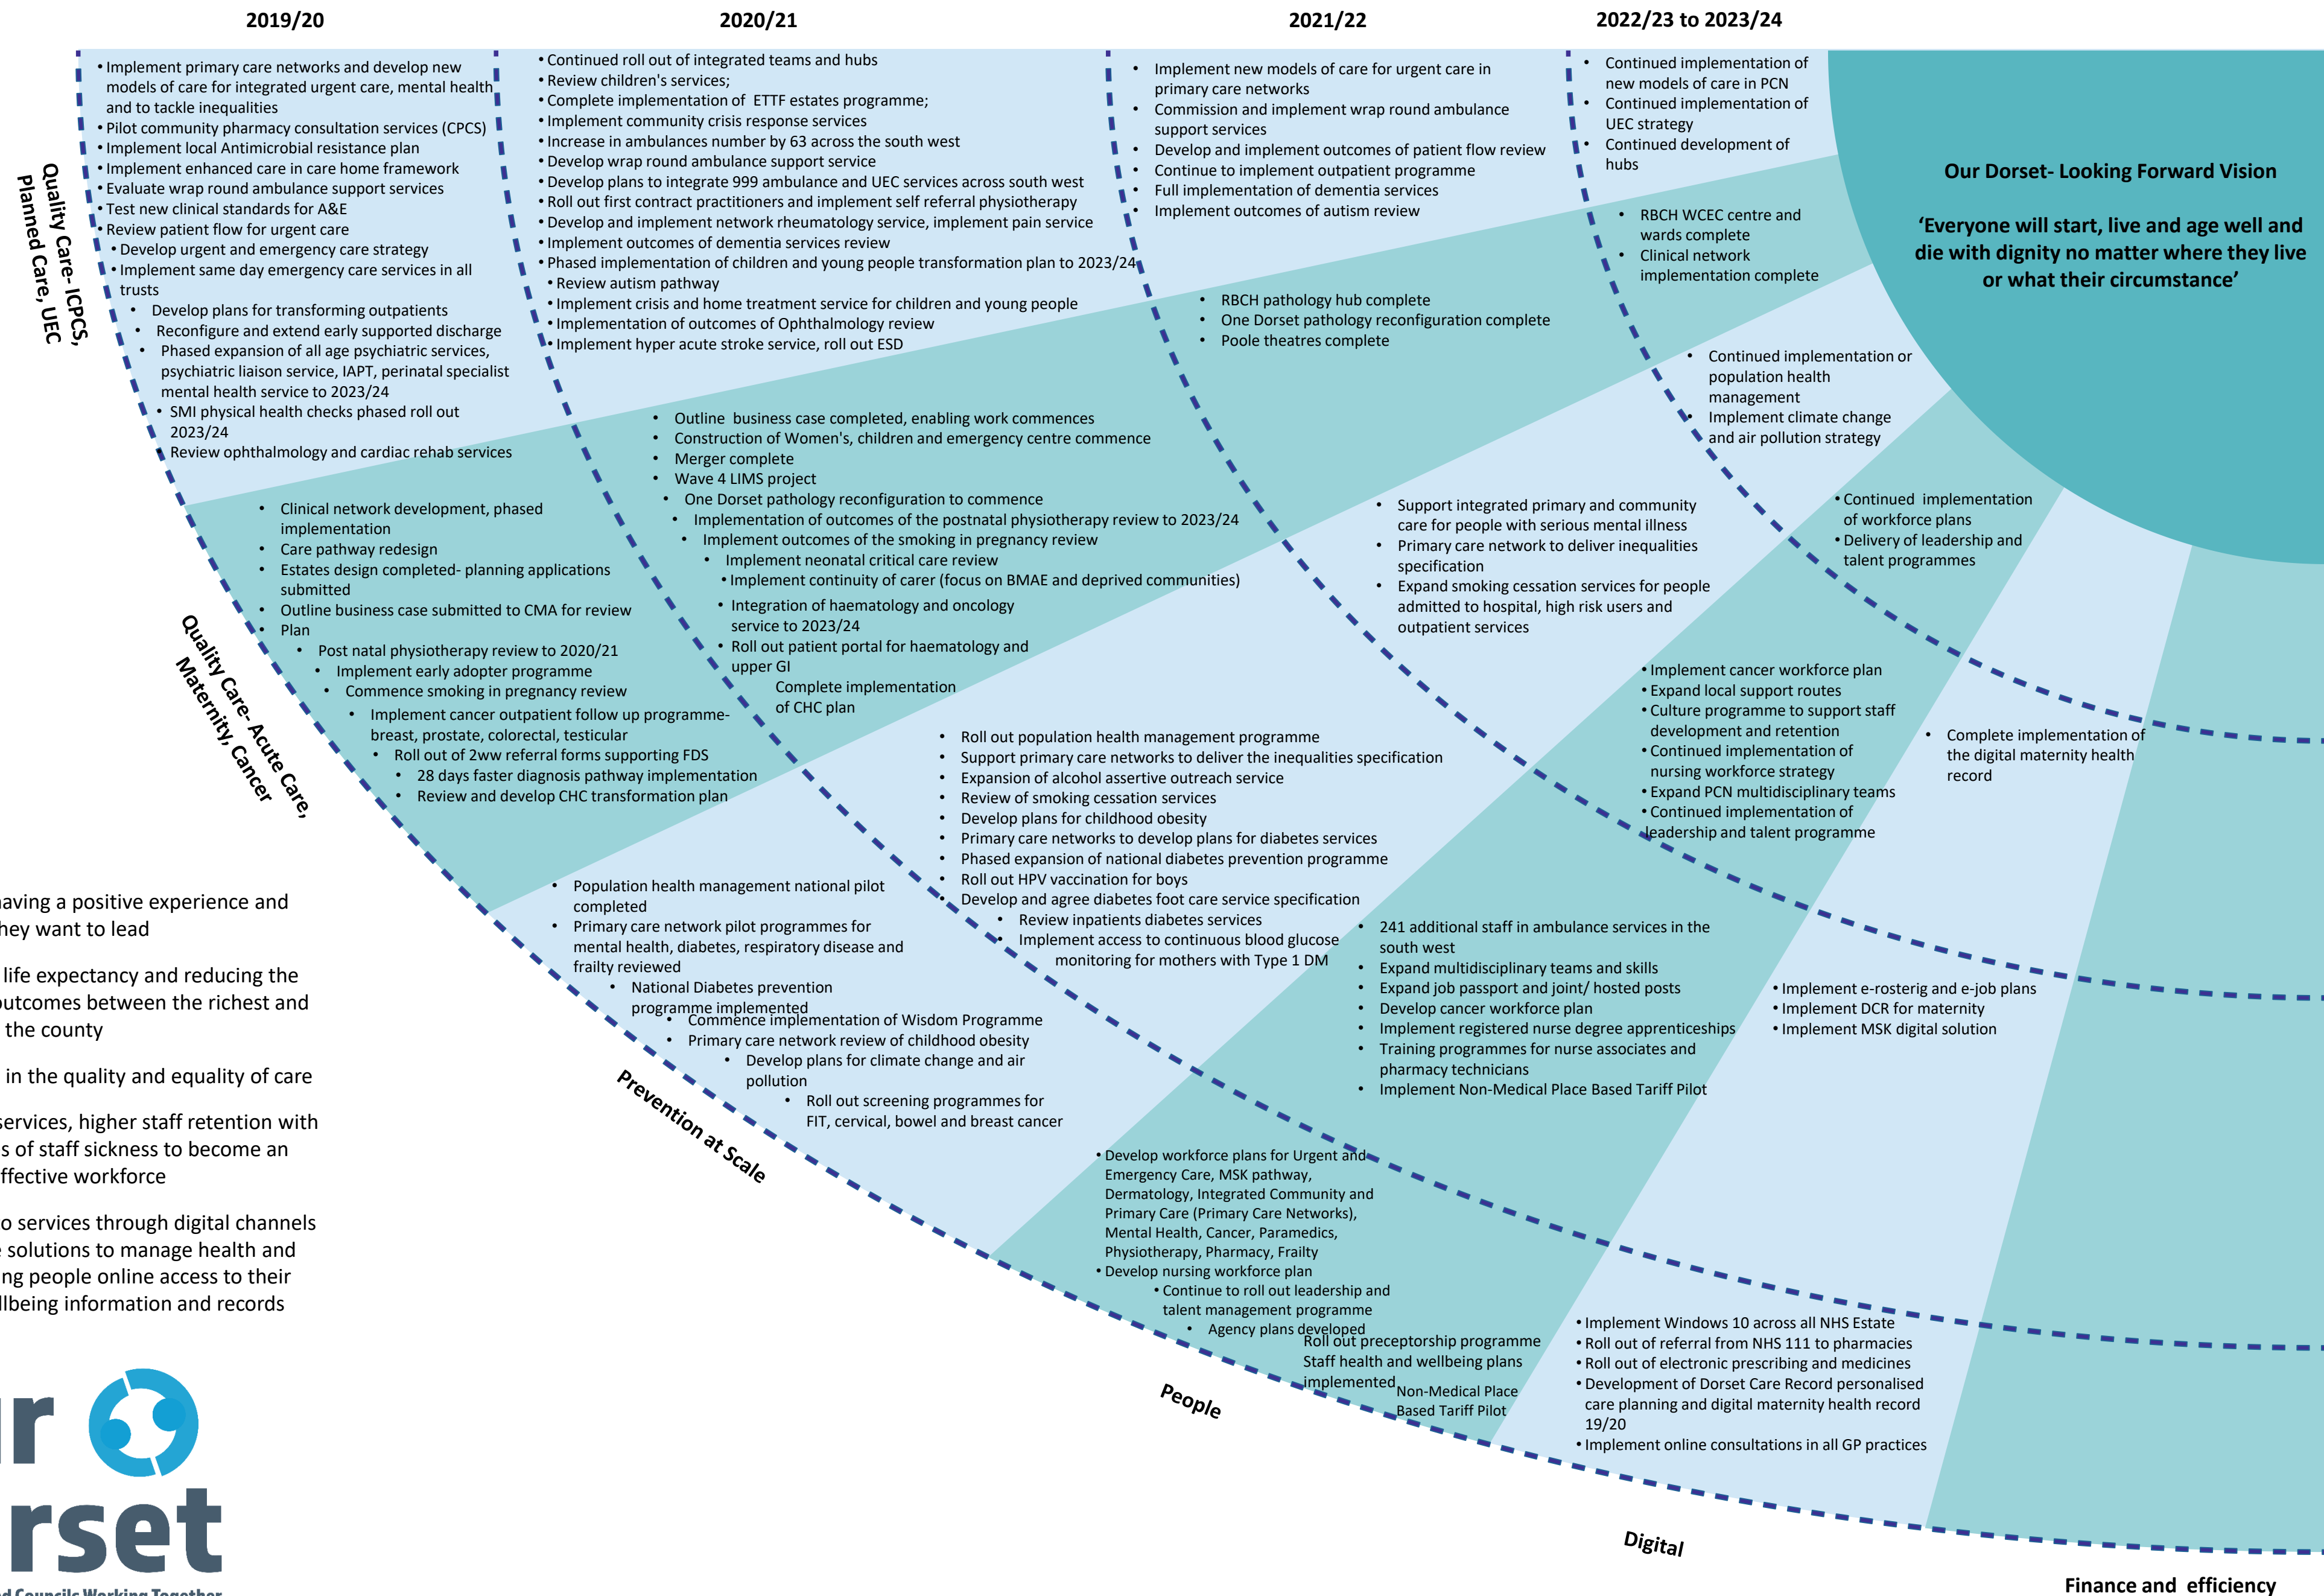 2019/20
2020/21
2021/22
2022/23 to 2023/24
Quality Care- ICPCS,
Planned Care, UEC
• Implement primary care networks and develop new
models of care for integrated urgent care, mental health
and to tackle inequalities
• Pilot community pharmacy consultation services (CPCS)
• Implement local Antimicrobial resistance plan
• Implement enhanced care in care home framework
• Evaluate wrap round ambulance support services
• Test new clinical standards for A&E
• Review patient flow for urgent care
• Develop urgent and emergency care strategy
• Implement same day emergency care services in all
trusts
• Develop plans for transforming outpatients
• Reconfigure and extend early supported discharge
• Phased expansion of all age psychiatric services,
psychiatric liaison service, IAPT, perinatal specialist
mental health service to 2023/24
• SMI physical health checks phased roll out
2023/24
• Review ophthalmology and cardiac rehab services
• Continued roll out of integrated teams and hubs
• Review children's services;
• Complete implementation of ETTF estates programme;
• Implement community crisis response services
• Increase in ambulances number by 63 across the south west
• Develop wrap round ambulance support service
• Develop plans to integrate 999 ambulance and UEC services across south west
• Roll out first contract practitioners and implement self referral physiotherapy
• Develop and implement network rheumatology service, implement pain service
• Implement outcomes of dementia services review
• Phased implementation of children and young people transformation plan to 2023/24
• Review autism pathway
• Implement crisis and home treatment service for children and young people
• Implementation of outcomes of Ophthalmology review
• Implement hyper acute stroke service, roll out ESD
• Implement new models of care for urgent care in
primary care networks
• Commission and implement wrap round ambulance
support services
• Develop and implement outcomes of patient flow review
• Continue to implement outpatient programme
• Full implementation of dementia services
• Implement outcomes of autism review
• Continued implementation of
new models of care in PCN
• Continued implementation of
UEC strategy
• Continued development of
hubs
Our Dorset- Looking Forward Vision
‘Everyone will start, live and age well and
die with dignity no matter where they live
or what their circumstance’
Quality Care- Acute Care,
Maternity, Cancer
• Clinical network development, phased
implementation
• Care pathway redesign
• Estates design completed- planning applications
submitted
• Outline business case submitted to CMA for review
• Plan
• Post natal physiotherapy review to 2020/21
• Implement early adopter programme
• Commence smoking in pregnancy review
• Implement cancer outpatient follow up programme-
breast, prostate, colorectal, testicular
• Roll out of 2ww referral forms supporting FDS
• 28 days faster diagnosis pathway implementation
• Review and develop CHC transformation plan
• Outline business case completed, enabling work commences
• Construction of Women's, children and emergency centre commence
• Merger complete
• Wave 4 LIMS project
• One Dorset pathology reconfiguration to commence
• Implementation of outcomes of the postnatal physiotherapy review to 2023/24
• Implement outcomes of the smoking in pregnancy review
• Implement neonatal critical care review
• Implement continuity of carer (focus on BMAE and deprived communities)
• Integration of haematology and oncology
service to 2023/24
• Roll out patient portal for haematology and
upper GI
Complete implementation
of CHC plan
• RBCH pathology hub complete
• One Dorset pathology reconfiguration complete
• Poole theatres complete
• RBCH WCEC centre and
wards complete
• Clinical network
implementation complete
Prevention at Scale
• Population health management national pilot
completed
• Primary care network pilot programmes for
mental health, diabetes, respiratory disease and
frailty reviewed
• National Diabetes prevention
programme implemented
• Commence implementation of Wisdom Programme
• Primary care network review of childhood obesity
• Develop plans for climate change and air
pollution
• Roll out screening programmes for
FIT, cervical, bowel and breast cancer
• Roll out population health management programme
• Support primary care networks to deliver the inequalities specification
• Expansion of alcohol assertive outreach service
• Review of smoking cessation services
• Develop plans for childhood obesity
• Primary care networks to develop plans for diabetes services
• Phased expansion of national diabetes prevention programme
• Roll out HPV vaccination for boys
• Develop and agree diabetes foot care service specification
• Review inpatients diabetes services
• Implement access to continuous blood glucose
monitoring for mothers with Type 1 DM
• Support integrated primary and community
care for people with serious mental illness
• Primary care network to deliver inequalities
specification
• Expand smoking cessation services for people
admitted to hospital, high risk users and
outpatient services
• Continued implementation or
population health
management
• Implement climate change
and air pollution strategy
People
• Develop workforce plans for Urgent and
Emergency Care, MSK pathway,
Dermatology, Integrated Community and
Primary Care (Primary Care Networks),
Mental Health, Cancer, Paramedics,
Physiotherapy, Pharmacy, Frailty
• Develop nursing workforce plan
• Continue to roll out leadership and
talent management programme
• Agency plans developed
Roll out preceptorship programme
Staff health and wellbeing plans
implemented
Non-Medical Place
Based Tariff Pilot
• 241 additional staff in ambulance services in the
south west
• Expand multidisciplinary teams and skills
• Expand job passport and joint/ hosted posts
• Develop cancer workforce plan
• Implement registered nurse degree apprenticeships
• Training programmes for nurse associates and
pharmacy technicians
• Implement Non-Medical Place Based Tariff Pilot
• Implement cancer workforce plan
• Expand local support routes
• Culture programme to support staff
development and retention
• Continued implementation of
nursing workforce strategy
• Expand PCN multidisciplinary teams
• Continued implementation of
leadership and talent programme
• Continued implementation
of workforce plans
• Delivery of leadership and
talent programmes
Digital
• Implement Windows 10 across all NHS Estate
• Roll out of referral from NHS 111 to pharmacies
• Roll out of electronic prescribing and medicines
• Development of Dorset Care Record personalised
care planning and digital maternity health record
19/20
• Implement online consultations in all GP practices
• Implement e-rosterig and e-job plans
• Implement DCR for maternity
• Implement MSK digital solution
• Complete implementation of
the digital maternity health
record
Finance and efficiency
having a positive experience and
they want to lead
life expectancy and reducing the
outcomes between the richest and
the county
in the quality and equality of care
services, higher staff retention with
s of staff sickness to become an
effective workforce
o services through digital channels
e solutions to manage health and
ng people online access to their
llbeing information and records
ur
rset
d Councils Working Together